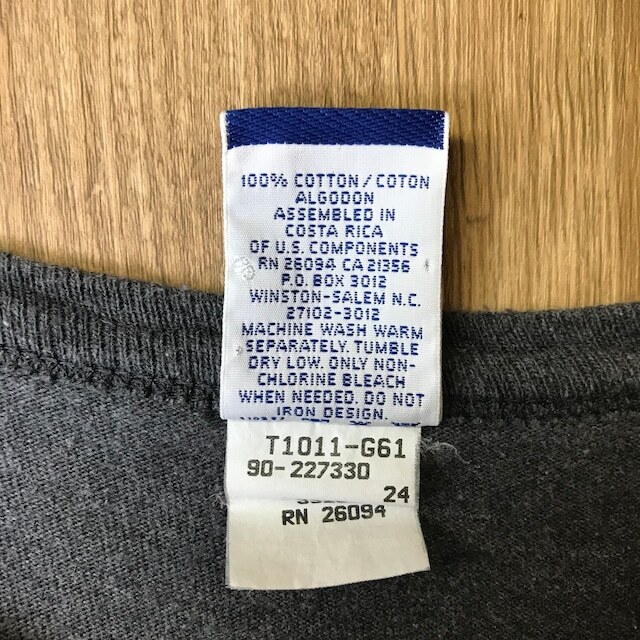 100% COTTON/COTON
ALGODON
ASSEMBLED IN
COSTA RICA
OF U.S. COMPONENTS
RN 26094 CA 21356
P.O. BOX 3012
WINSTON-SALEM N.C.
27102-3012
MACHINE WASH WARM
SEPARATELY. TUMBLE
DRY LOW. ONLY NON-
CHLORINE BLEACH
WHEN NEEDED. DO NOT
IRON DESIGN.
T1011-G61
90-227330
24
RN 26094